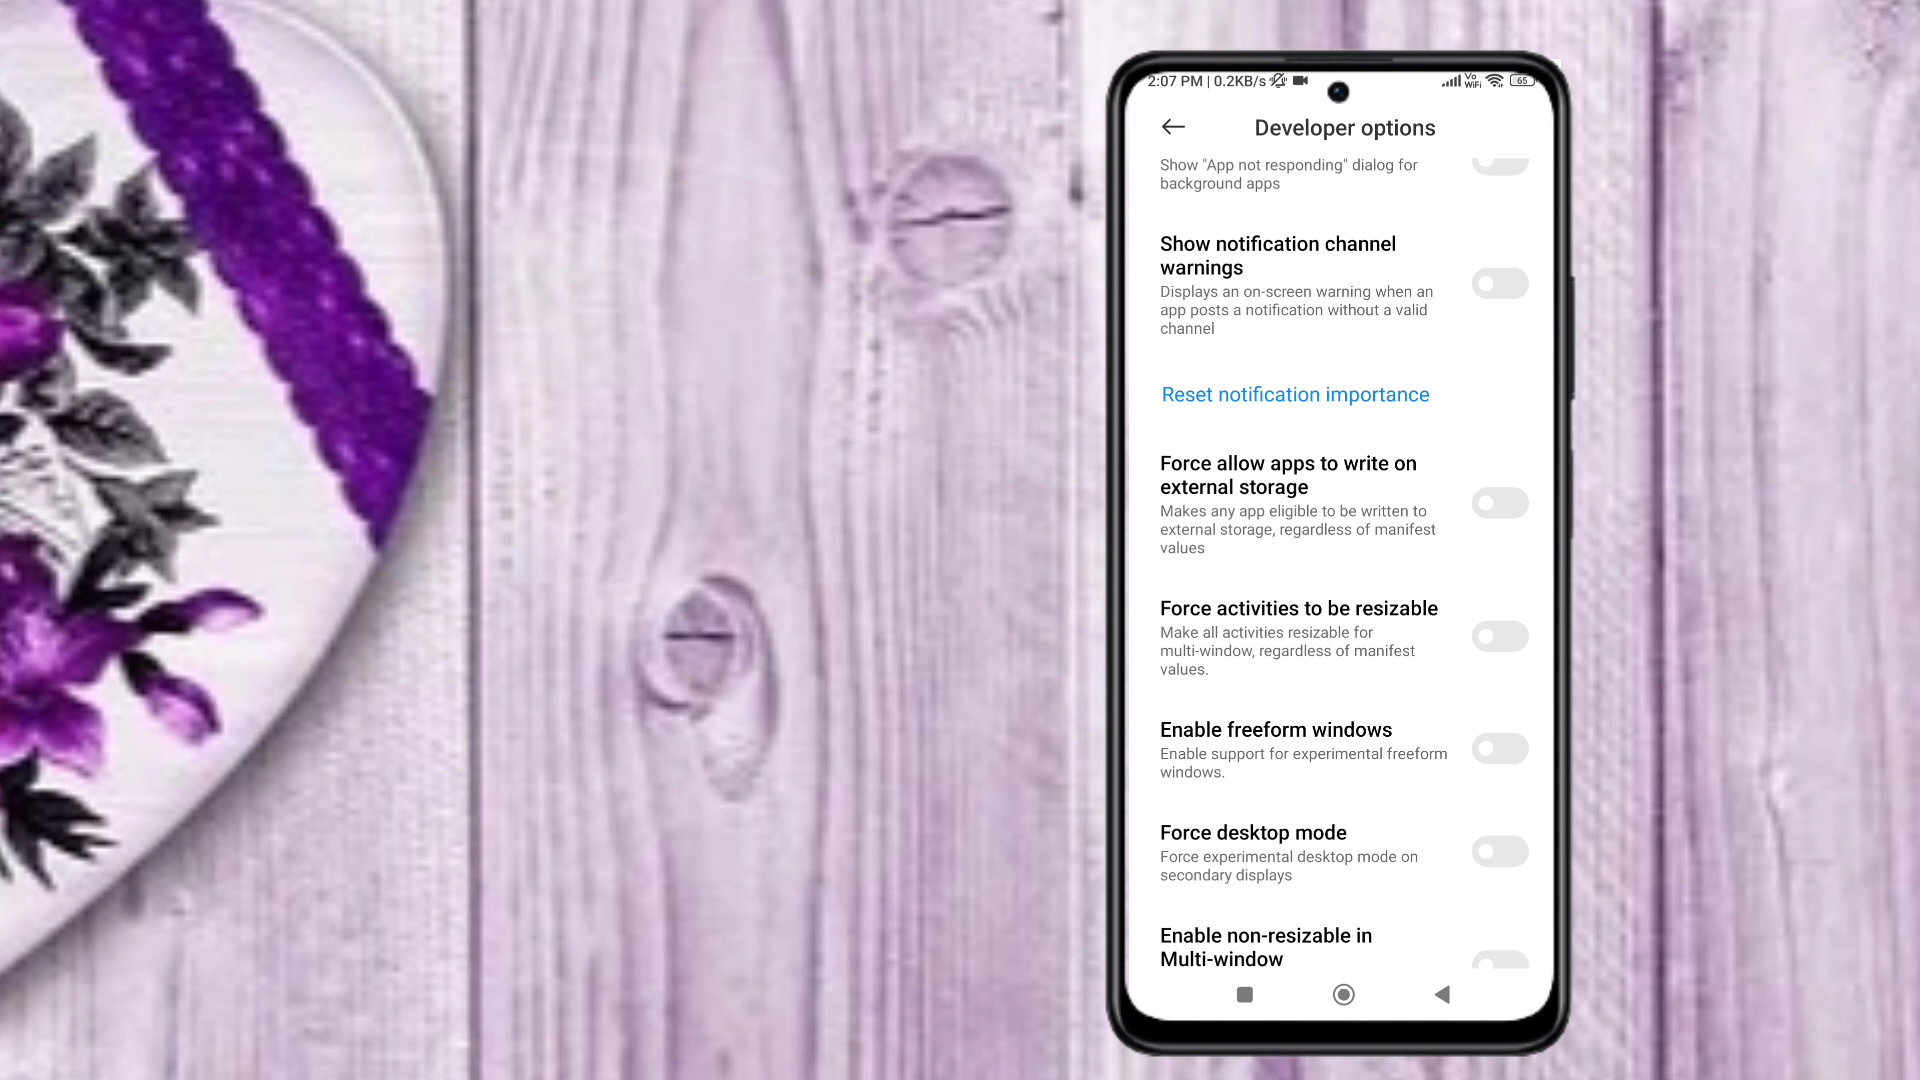 2:07 PM | 0.2KB/s
Vo
WiFi
65
Developer options
Show "App not responding" dialog for
background apps
Show notification channel
warnings
Displays an on-screen warning when an
app posts a notification without a valid
channel
Reset notification importance
Force allow apps to write on
external storage
Makes any app eligible to be written to
external storage, regardless of manifest
values
Force activities to be resizable
Make all activities resizable for
multi-window, regardless of manifest
values.
Enable freeform windows
Enable support for experimental freeform
windows.
Force desktop mode
Force experimental desktop mode on
secondary displays
Enable non-resizable in
Multi-window